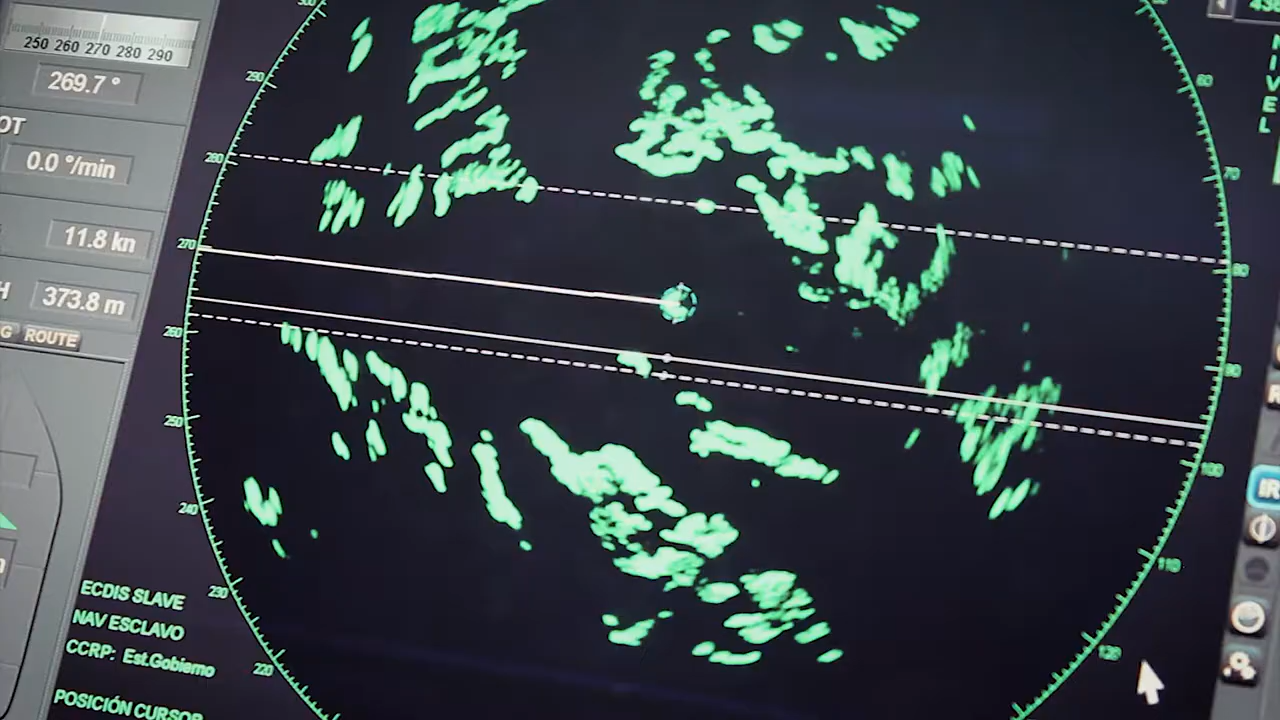 250 260 270 280 290
269.7 °
OT
0.0 °/min
11.8 kn
H
373.8 m
G ROUTE
300
290
280
270
260
250
240
230
220
60
70
80
90
100
110
120
NIVEL
IR
R
ECDIS SLAVE
NAV ESCLAVO
CCRP: Est.Gobierno
POSICIÓN CURSOR